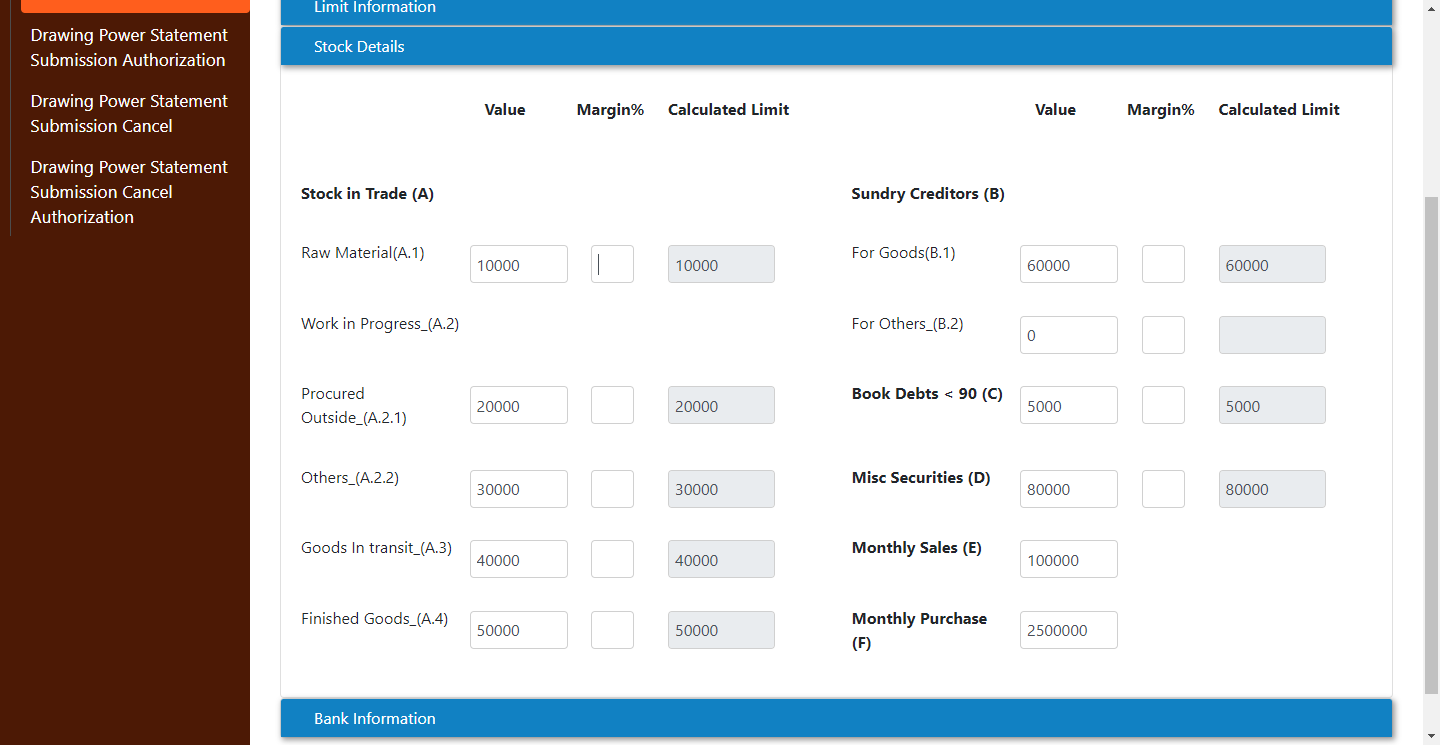 Drawing Power Statement
Submission Authorization
Drawing Power Statement
Submission Cancel
Drawing Power Statement
Submission Cancel
Authorization
Limit Information
Stock Details
Value Margin% Calculated Limit Value Margin% Calculated Limit
Stock in Trade (A) Sundry Creditors (B)
Raw Material(A.1) 10000 10000 For Goods(B.1) 60000 60000
Work in Progress_(A.2) For Others_(B.2) 0
Procured
Outside_(A.2.1) 20000 20000 Book Debts < 90 (C) 5000 5000
Others_(A.2.2) 30000 30000 Misc Securities (D) 80000 80000
Goods In transit_(A.3) 40000 40000 Monthly Sales (E) 100000
Finished Goods_(A.4) 50000 50000 Monthly Purchase
(F) 2500000
Bank Information